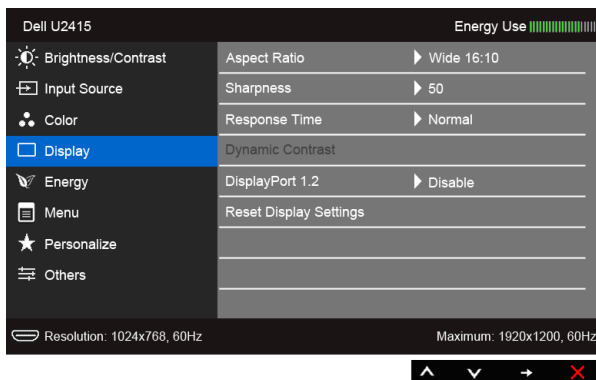 Dell U2415 Energy Use
Brightness/Contrast Aspect Ratio Wide 16:10
Input Source Sharpness 50
Color Response Time Normal
Display Dynamic Contrast
Energy DisplayPort 1.2 Disable
Menu Reset Display Settings
Personalize
Others
Resolution: 1024x768, 60Hz Maximum: 1920x1200, 60Hz